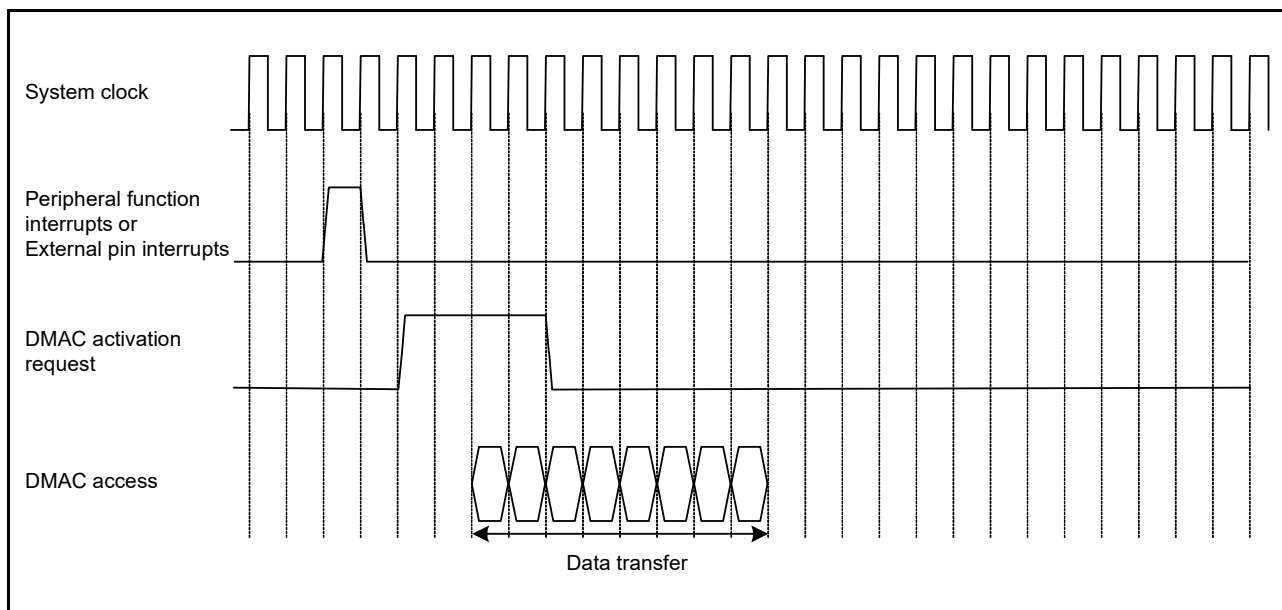 System clock
Peripheral function
interrupts or
External pin interrupts
DMAC activation
request
DMAC access
Data transfer